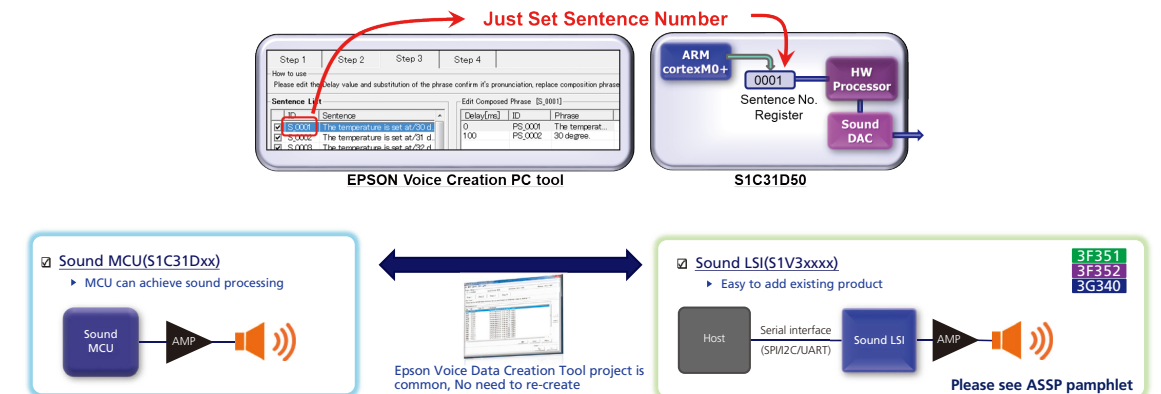 Just Set Sentence Number
Step 1 Step 2 Step 3 Step 4
How to use
Please edit the Delay value and substitution of the phrase confirm it's pronunciation, replace composition phrase
Sentence List
ID Sentence
S_0001 The temperature is set at/30 d
S_0002 The temperature is set at/31 d
S_0003 The temperature is set at/32 d
Edit Composed Phrase [S_0001]
Delay[ms] ID Phrase
0 PS_0001 The temperat...
100 PS_0002 30 degree.
EPSON Voice Creation PC tool
ARM
cortexM0+
0001
Sentence No.
Register
HW
Processor
Sound
DAC
S1C31D50
Sound MCU(S1C31Dxx)
MCU can achieve sound processing
Sound
MCU
AMP
Epson Voice Data Creation Tool project is
common, No need to re-create
Sound LSI(S1V3xxxx)
Easy to add existing product
3F351
3F352
3G340
Host
Serial interface
(SPI/I2C/UART)
Sound LSI
AMP
Please see ASSP pamphlet